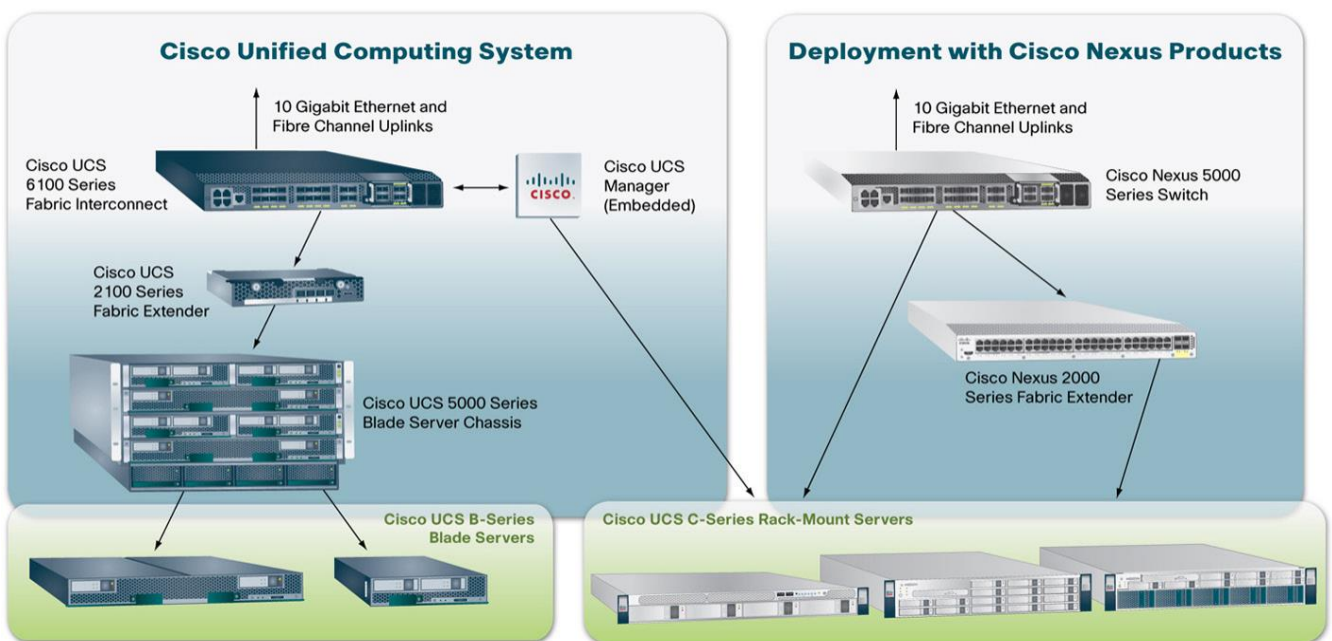 Cisco Unified Computing System
10 Gigabit Ethernet and
Fibre Channel Uplinks
Cisco UCS
6100 Series
Fabric Interconnect
CISCO
Cisco UCS
Manager
(Embedded)
Cisco UCS
2100 Series
Fabric Extender
Cisco UCS 5000 Series
Blade Server Chassis
Cisco UCS B-Series
Blade Servers
Deployment with Cisco Nexus Products
10 Gigabit Ethernet and
Fibre Channel Uplinks
Cisco Nexus 5000
Series Switch
Cisco Nexus 2000
Series Fabric Extender
Cisco UCS C-Series Rack-Mount Servers